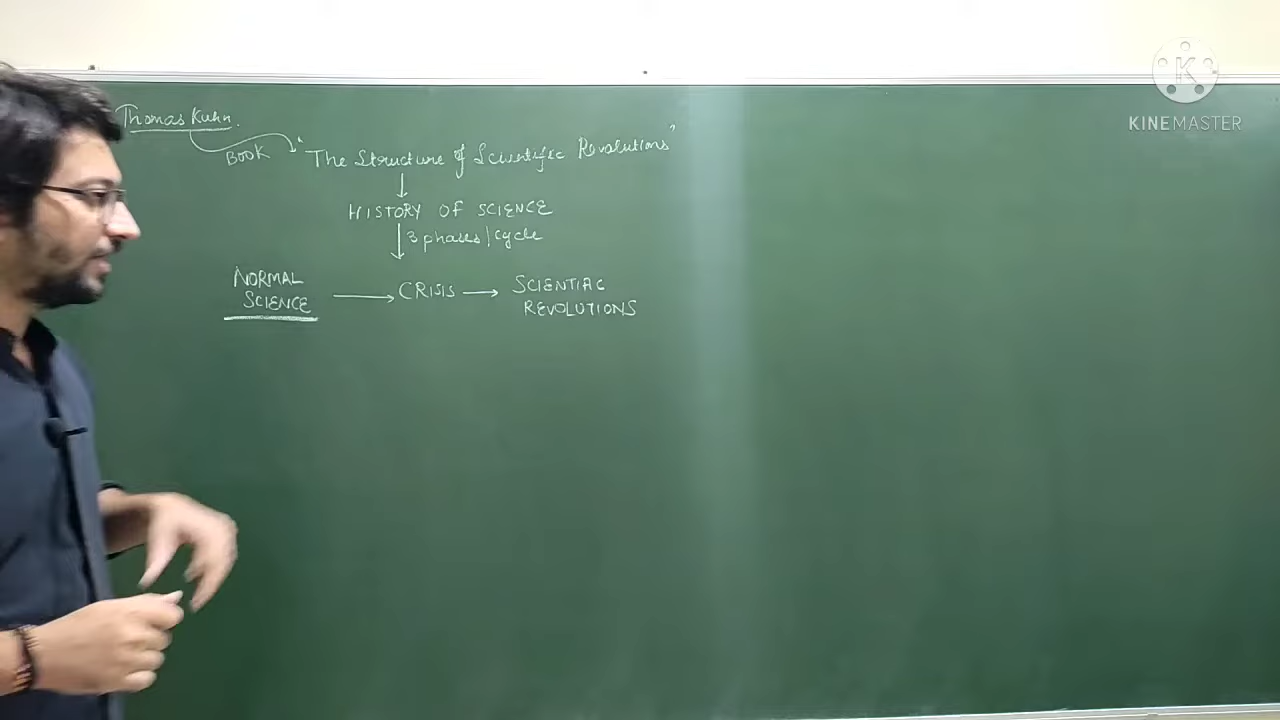 Thomas Kuhn.
BOOK "The Structure of Scientific Revolutions"
HISTORY OF SCIENCE
3 phases/cycle
NORMAL SCIENCE → CRISIS → SCIENTIFIC REVOLUTIONS
K
KINEMASTER